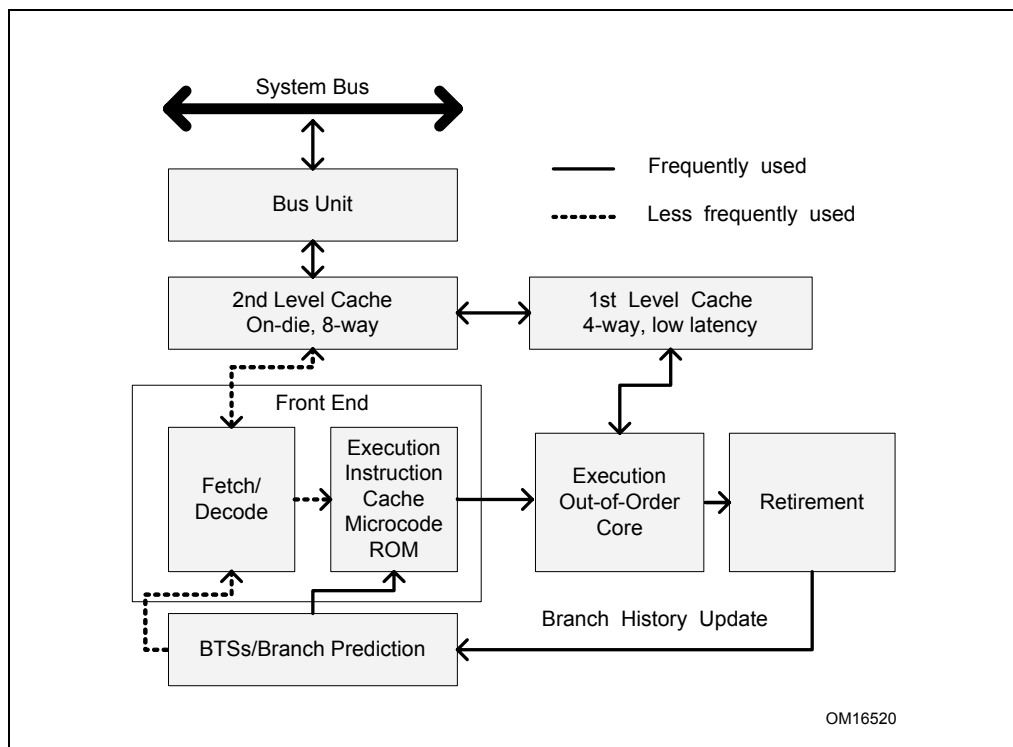 System Bus
Frequently used
Bus Unit
Less frequently used
2nd Level Cache
On-die, 8-way
1st Level Cache
4-way, low latency
Front End
Fetch/
Decode
Execution
Instruction
Cache
Microcode
ROM
Execution
Out-of-Order
Core
Retirement
Branch History Update
BTSs/Branch Prediction
OM16520